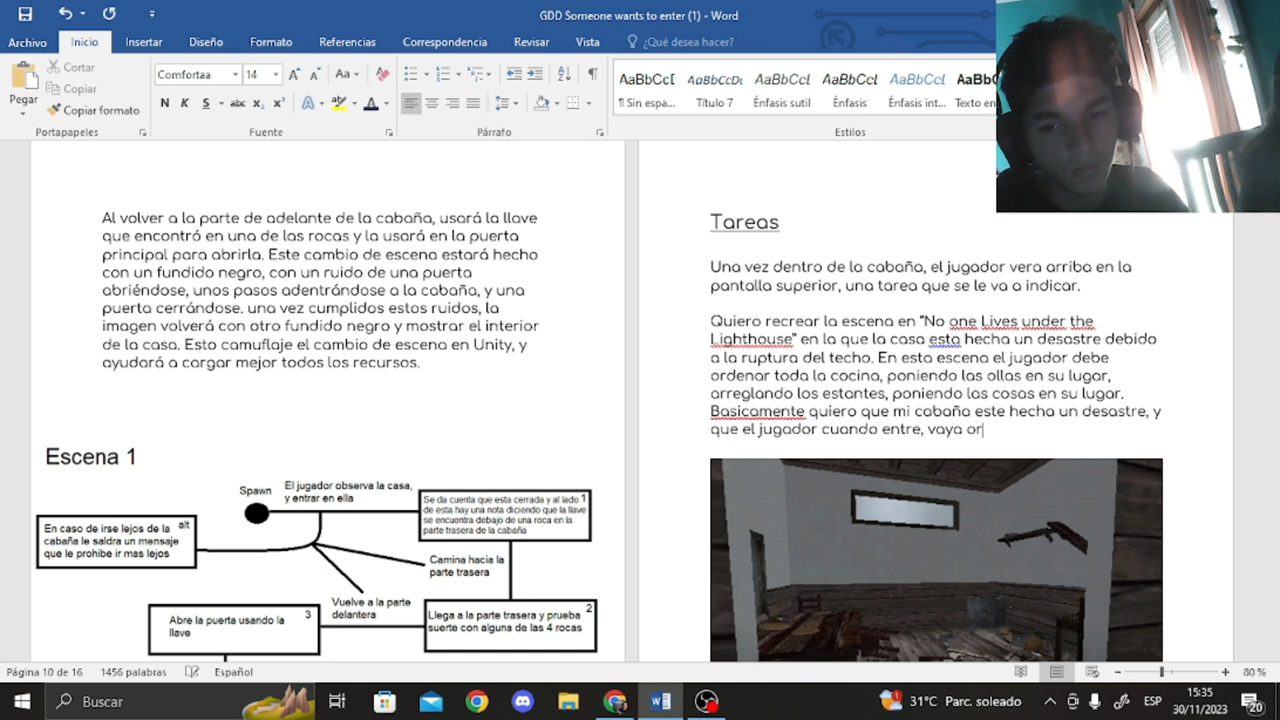 GDD Someone wants to enter (1) - Word
Archivo Inicio Insertar Diseño Formato Referencias Correspondencia Revisar Vista ¿Qué desea hacer?
Pegar
Cortar
Copiar
Copiar formato
Portapapeles
Comfortaa 14
Aa
N K S abc x₂ x²
Fuente
Párrafo
AaBbCcD AaBbCcDt AaBbCcL AaBbCcL AaBbCcL AaBbC
¶ Sin espa... Título 7 Énfasis sutil Énfasis Énfasis int... Texto en
Estilos
Al volver a la parte de adelante de la cabaña, usará la llave
que encontró en una de las rocas y la usará en la puerta
principal para abrirla. Este cambio de escena estará hecho
con un fundido negro, con un ruido de una puerta
abriéndose, unos pasos adentrándose a la cabaña, y una
puerta cerrándose. una vez cumplidos estos ruidos, la
imagen volverá con otro fundido negro y mostrar el interior
de la casa. Esto camuflaje el cambio de escena en Unity, y
ayudará a cargar mejor todos los recursos.
Escena 1
Spawn
El jugador observa la casa,
y entrar en ella
Se da cuenta que esta cerrada y al lado 1
de esta hay una nota diciendo que la llave
se encuentra debajo de una roca en la
parte trasera de la cabaña
En caso de irse lejos de la alt
cabaña le saldra un mensaje
que le prohibe ir mas lejos
Camina hacia la
parte trasera
Vuelve a la parte
delantera
Llega a la parte trasera y prueba 2
suerte con alguna de las 4 rocas
Abre la puerta usando la 3
llave
Tareas
Una vez dentro de la cabaña, el jugador vera arriba en la
pantalla superior, una tarea que se le va a indicar.
Quiero recrear la escena en "No one Lives under the
Lighthouse" en la que la casa esta hecha un desastre debido
a la ruptura del techo. En esta escena el jugador debe
ordenar toda la cocina, poniendo las ollas en su lugar,
arreglando los estantes, poniendo las cosas en su lugar.
Basicamente quiero que mi cabaña este hecha un desastre, y
que el jugador cuando entre, vaya or
Página 10 de 16 1456 palabras Español 80 %
Buscar
31°C Parc. soleado
ESP
15:35
30/11/2023
20